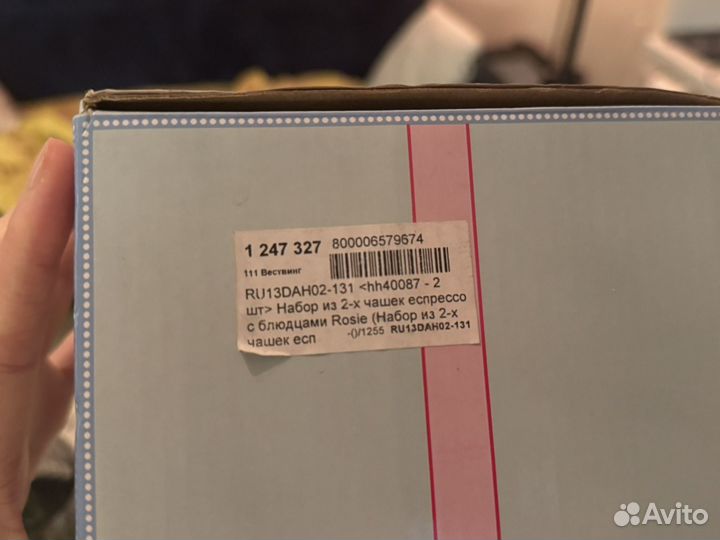 1 247 327 800006579674
111 Вествинг
RU13DAH02-131 <hh40087 - 2
шт> Набор из 2-х чашек еспрессо
с блюдцами Rosie (Набор из 2-х
чашек есп -()/1255 RU13DAH02-131
Avito